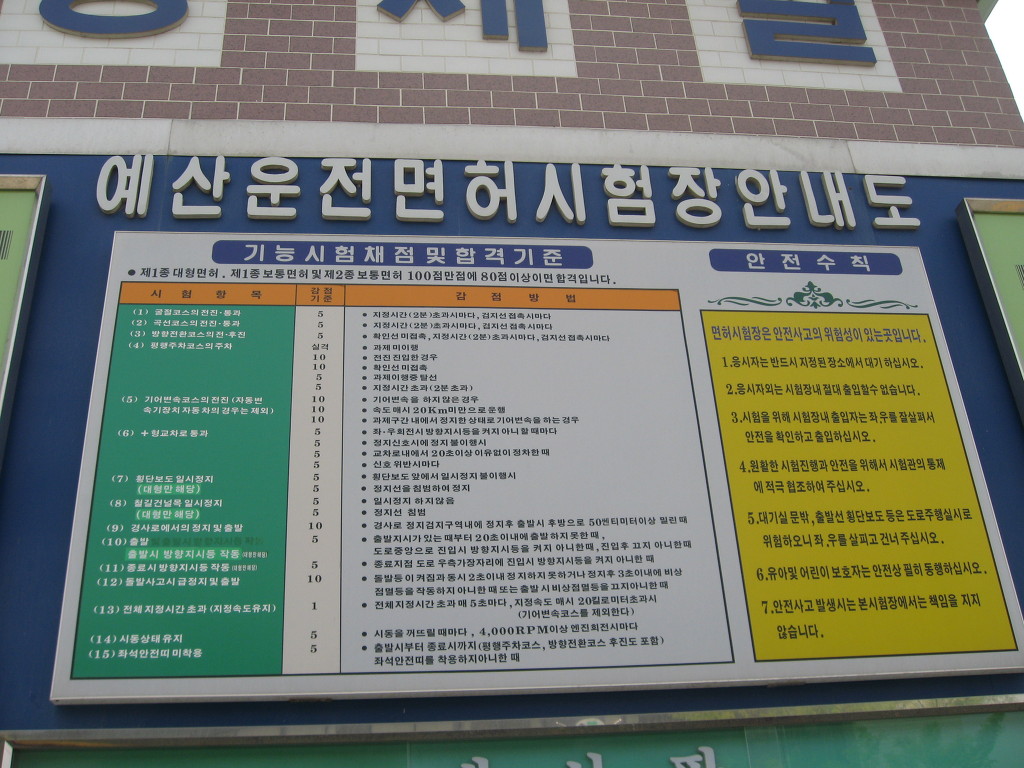 예산운전면허시험장안내도
기능시험채점및합격기준
● 제1종 대형면허 . 제1종 보통면허 및 제2종 보통면허 100점만점에 80점 이상이면 합격입니다.
시 험 항 목 감점기준 감 점 방 법
(1) 굴절코스의 전진·통과 5 ● 지정시간(2분)초과시마다, 검지선 접촉시마다
(2) 곡선코스의 전진·통과 5 ● 지정시간(2분)초과시마다, 검지선 접촉시마다
(3) 방향전환코스의 전·후진 5 ● 확인선 미접촉, 지정시간(2분)초과시마다, 검지선 접촉시마다
(4) 평행주차코스의 주차 실격 ● 과제 미이행
10 ● 전진 진입한 경우
10 ● 확인선 미접촉
5 ● 과제이행중 탈선
5 ● 지정시간 초과(2분 초과)
(5) 기어변속코스의 전진(자동변 10 ● 기어변속을 하지않은경우
속기장치 자동차의 경우는 제외) 10 ● 속도 매시 20Km미만으로 운행
10 ● 과제구간 내에서 지정한 상태로 기어변속을 하는 경우
(6) +형교차로 통과 5 ● 좌·우회전시 방향지시등을 켜지 아니할 때마다
5 ● 정지신호시에 정지 불이행시
5 ● 교차로내에서 20초이상 이유없이 정차한 때
5 ● 신호 위반시마다
(7) 횡단보도 일시정지 5 ● 횡단보도 앞에서 일시정지 불이행시
(대형만 해당) 5 ● 정지선을 침범하여 정지
(8) 철길건널목 일시정지 5 ● 일시정지 하지않음
(대형만 해당) 5 ● 정지선 침범
(9) 경사로에서의 정지 및 출발 10 ● 경사로 정지검지구역내에 정지후 출발시 후방으로 50센티미터이상 밀린 때
(10) 출발 5 ● 출발지시가 있는 때부터 20초이내에 출발하지못한 때,
출발시 방향지시등 작동 도로중앙으로 진입시 방향지시등을 켜지 아니한때, 진입후 끄지 아니한때
(11) 종료시 방향지시등 작동 5 ● 종료지점 도로 우측가장자리에 진입시 방향지시등을 켜지아니한 때
(12) 돌발사고시 급정지 및 출발 10 ● 돌발등이 켜짐과 동시 2초이내 정지하지 못하거나 정지후 3초이내에 비상
점멸등을 작동하지 아니한 때 또는 출발시 비상점멸등을 끄지아니한 때
(13) 전체 지정시간 초과 (지정속도유지) 1 ● 전체지정시간 초과 매 5초마다, 지정속도 매시 20킬로미터초과시
(기어변속코스를 제외한다)
(14) 시동상태 유지 5 ● 시동을 꺼뜨릴 때마다, 4,000RPM이상 엔진회전시마다
(15) 좌석안전띠 미착용 5 ● 출발시부터 종료시까지(평행주차코스, 방향전환코스 후진도 포함)
좌석안전띠를 착용하지아니한 때
안 전 수 칙
면허시험장은 안전사고의 위험성이 있는곳입니다.
1.응시자는 반드시 지정된 장소에서 대기 하십시오.
2.응시자외는 시험장내 절대 출입할수 없습니다.
3.시험을 위해 시험장내 출입자는 좌,우를 잘살펴서
안전을 확인하고 출입하십시오.
4.원활한 시험진행과 안전을 위해서 시험관의 통제
에 적극 협조하여 주십시오.
5.대기실 문밖, 출발선 횡단보도 등은 도로주행실시로
위험하오니 좌,우를 살피고 건너 주십시오.
6.유아및 어린이 보호자는 안전상 필히 동행하십시오.
7.안전사고 발생시는 본시험장에서는 책임을 지지
않습니다.